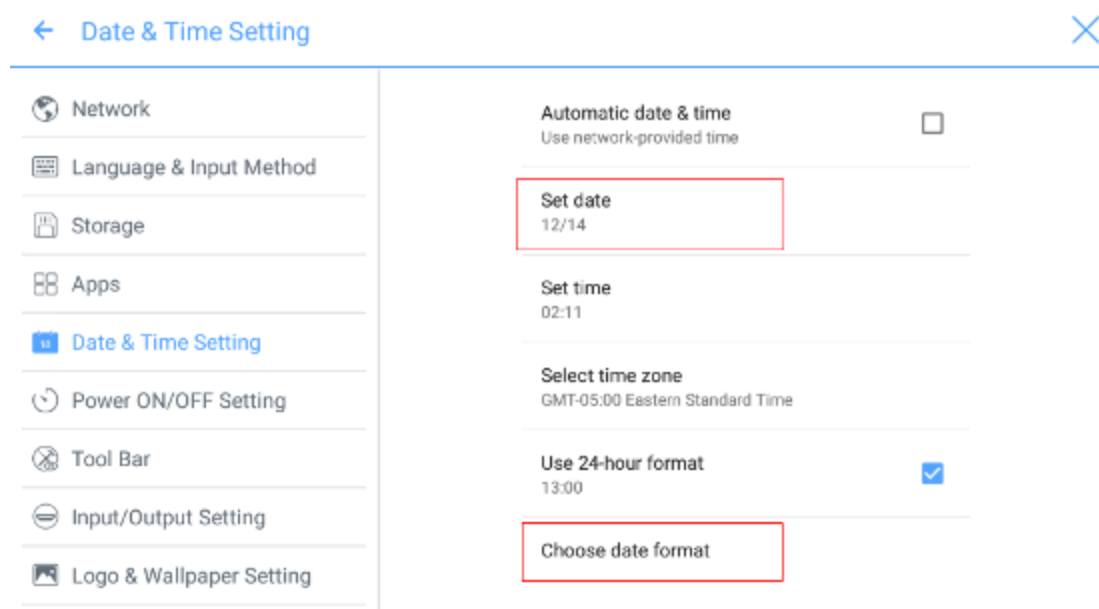 Date & Time Setting
Network
Language & Input Method
Storage
Apps
Date & Time Setting
Power ON/OFF Setting
Tool Bar
Input/Output Setting
Logo & Wallpaper Setting
Automatic date & time
Use network-provided time
Set date
12/14
Set time
02:11
Select time zone
GMT-05:00 Eastern Standard Time
Use 24-hour format
13:00
Choose date format